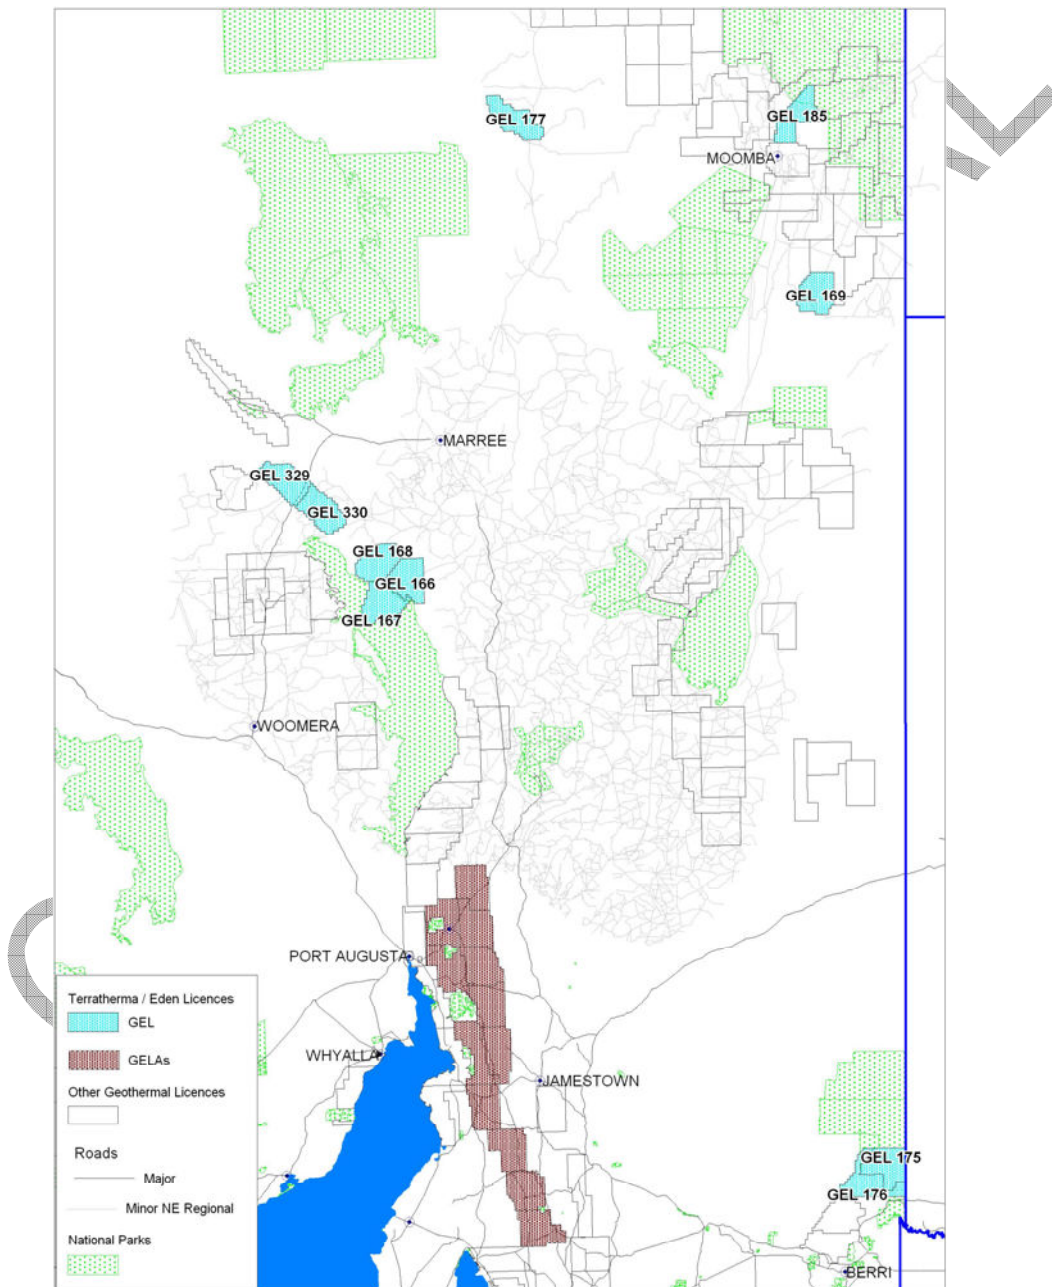 GEL 177
GEL 185
MOOMBA
GEL 169
MARREE
GEL 329
GEL 330
GEL 168
GEL 166
GEL 167
WOOMERA
PORT AUGUSTA
WHYALLA
JAMESTOWN
GEL 175
GEL 176
BERRI
Terratherma / Eden Licences
GEL
GELAs
Other Geothermal Licences
Roads
Major
Minor NE Regional
National Parks